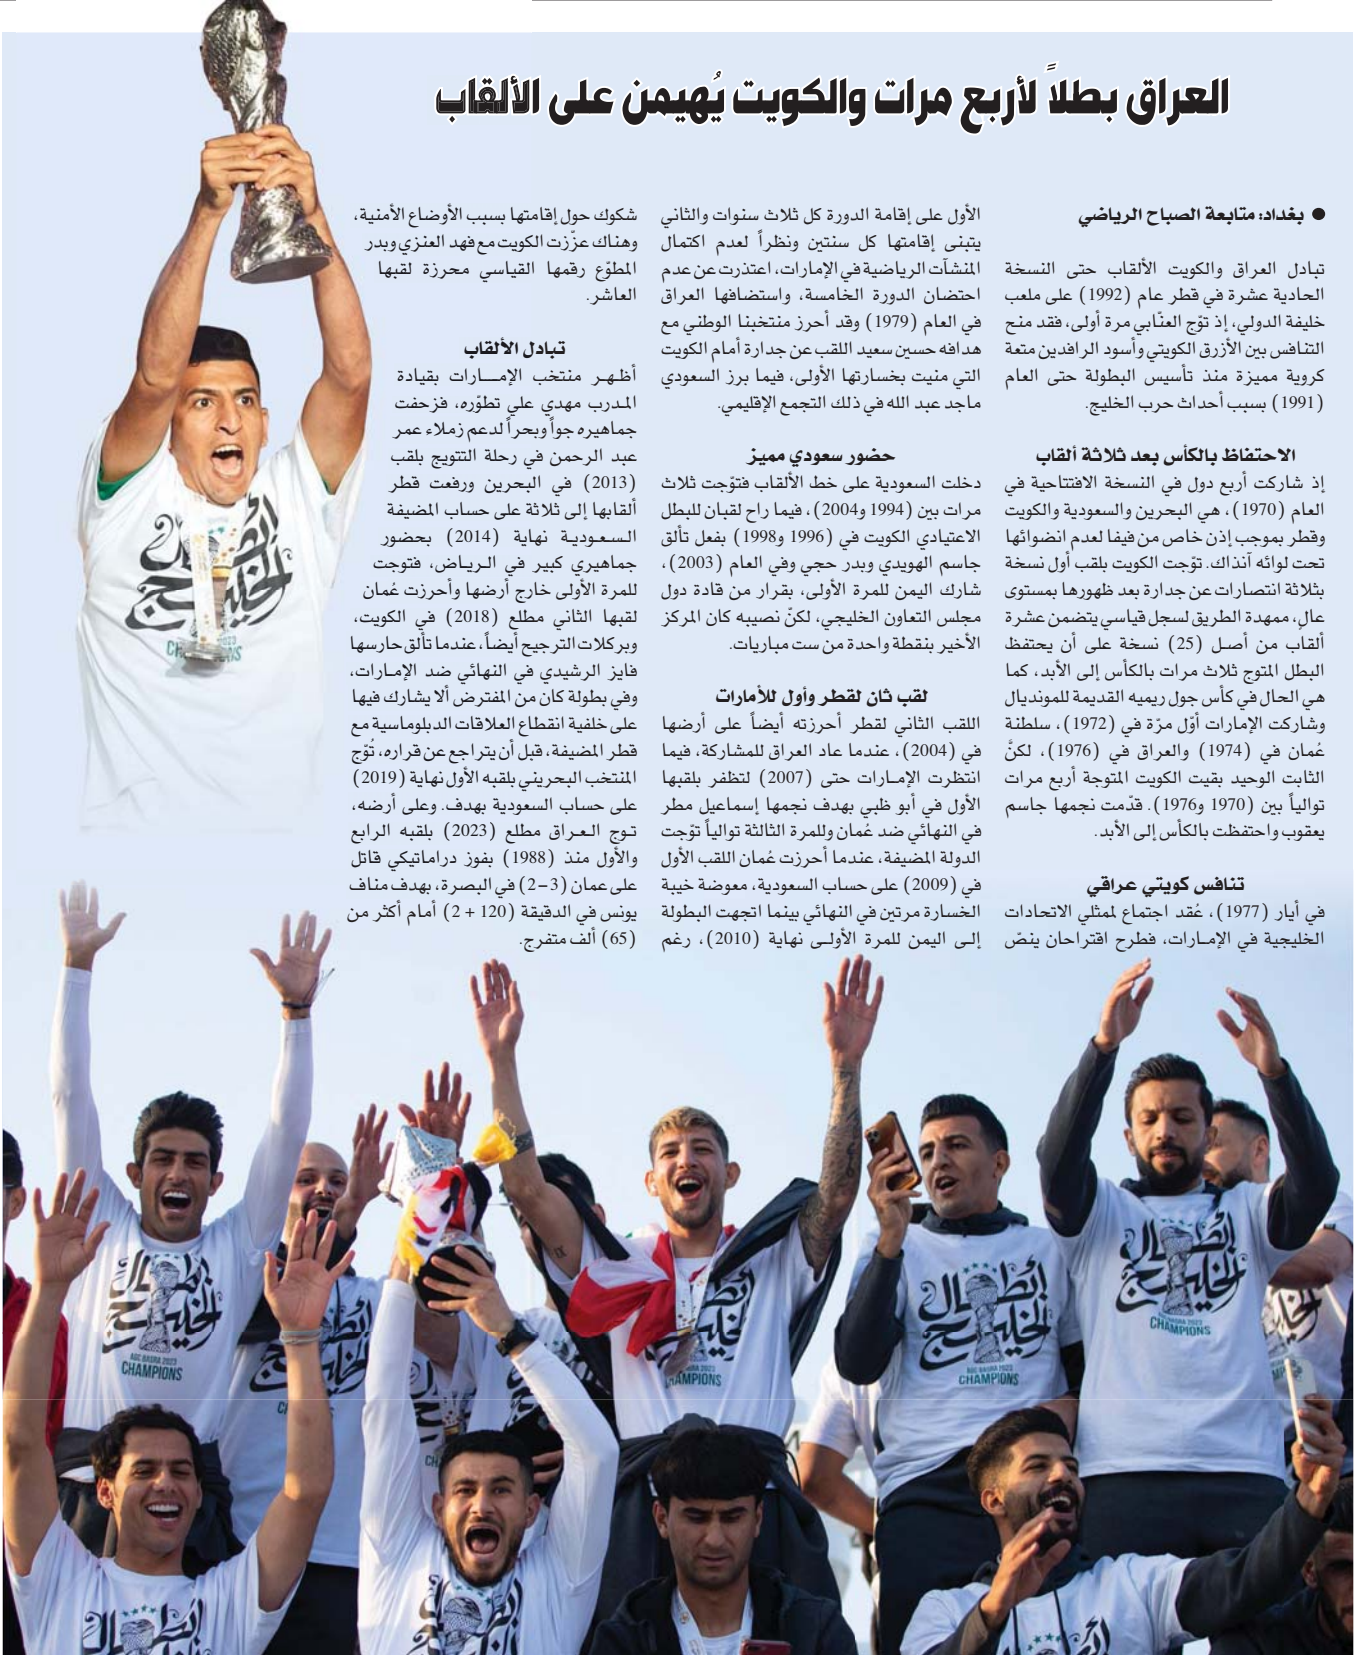 العراق بطلاً لأربع مرات والكويت يُهيمن على الألقاب
● بغداد: متابعة الصباح الرياضي
تبادل العراق والكويت الألقاب حتى النسخة
الحادية عشرة في قطر عام (1992) على ملعب
خليفة الدولي، إذ توّج العنّابي مرة أولى، فقد منح
التنافس بين الأزرق الكويتي وأسود الرافدين متعة
كروية مميزة منذ تأسيس البطولة حتى العام
(1991) بسبب أحداث حرب الخليج.
الاحتفاظ بالكأس بعد ثلاثة ألقاب
إذ شاركت أربع دول في النسخة الافتتاحية في
العام (1970)، هي البحرين والسعودية والكويت
وقطر بموجب إذن خاص من فيفا لعدم انضوائها
تحت لوائه آنذاك. توّجت الكويت بلقب أول نسخة
بثلاثة انتصارات عن جدارة بعد ظهورها بمستوى
عالٍ، ممهدة الطريق لسجل قياسي يتضمن عشرة
ألقاب من أصل (25) نسخة على أن يحتفظ
البطل المتوج ثلاث مرات بالكأس إلى الأبد، كما
هي الحال في كأس جول ريميه القديمة للمونديال
وشاركت الإمارات أوّل مرّة في (1972)، سلطنة
عُمان في (1974) والعراق في (1976)، لكنَّ
الثابت الوحيد بقيت الكويت المتوجة أربع مرات
توالياً بين (1970 و1976). قدّمت نجمها جاسم
يعقوب واحتفظت بالكأس إلى الأبد.
تنافس كويتي عراقي
في أيار (1977)، عُقد اجتماع لممثلي الاتحادات
الخليجية في الإمارات، فطرح اقتراحان ينصّ
الأول على إقامة الدورة كل ثلاث سنوات والثاني
يتبنى إقامتها كل سنتين ونظراً لعدم اكتمال
المنشآت الرياضية في الإمارات، اعتذرت عن عدم
احتضان الدورة الخامسة، واستضافها العراق
في العام (1979) وقد أحرز منتخبنا الوطني مع
هدافه حسين سعيد اللقب عن جدارة أمام الكويت
التي منيت بخسارتها الأولى، فيما برز السعودي
ماجد عبد الله في ذلك التجمع الإقليمي.
حضور سعودي مميز
دخلت السعودية على خط الألقاب فتوّجت ثلاث
مرات بين (1994 و2004)، فيما راح لقبان للبطل
الاعتيادي الكويت في (1996 و1998) بفعل تألق
جاسم الهويدي وبدر حجي وفي العام (2003)،
شارك اليمن للمرة الأولى، بقرار من قادة دول
مجلس التعاون الخليجي، لكنّ نصيبه كان المركز
الأخير بنقطة واحدة من ست مباريات.
لقب ثان لقطر وأول للأمارات
اللقب الثاني لقطر أحرزته أيضاً على أرضها
في (2004)، عندما عاد العراق للمشاركة، فيما
انتظرت الإمارات حتى (2007) لتظفر بلقبها
الأول في أبو ظبي بهدف نجمها إسماعيل مطر
في النهائي ضد عُمان وللمرة الثالثة توالياً توّجت
الدولة المضيفة، عندما أحرزت عُمان اللقب الأول
في (2009) على حساب السعودية، معوضة خيبة
الخسارة مرتين في النهائي بينما اتجهت البطولة
إلى اليمن للمرة الأولى نهاية (2010)، رغم
شكوك حول إقامتها بسبب الأوضاع الأمنية،
وهناك عزّزت الكويت مع فهد العنزي وبدر
المطوّع رقمها القياسي محرزة لقبها
العاشر.
تبادل الألقاب
أظهر منتخب الإمارات بقيادة
المدرب مهدي علي تطوّره، فزحفت
جماهيره جواً وبحراً لدعم زملاء عمر
عبد الرحمن في رحلة التتويج بلقب
(2013) في البحرين ورفعت قطر
ألقابها إلى ثلاثة على حساب المضيفة
السعودية نهاية (2014) بحضور
جماهيري كبير في الرياض، فتوجت
للمرة الأولى خارج أرضها وأحرزت عُمان
لقبها الثاني مطلع (2018) في الكويت،
وبركلات الترجيح أيضاً، عندما تألق حارسها
فايز الرشيدي في النهائي ضد الإمارات،
وفي بطولة كان من المفترض ألا يشارك فيها
على خلفية انقطاع العلاقات الدبلوماسية مع
قطر المضيفة، قبل أن يتراجع عن قراره، تُوّج
المنتخب البحريني بلقبه الأول نهاية (2019)
على حساب السعودية بهدف. وعلى أرضه،
توج العراق مطلع (2023) بلقبه الرابع
والأول منذ (1988) بفوز دراماتيكي قاتل
على عمان (3-2) في البصرة، بهدف مناف
يونس في الدقيقة (120 + 2) أمام أكثر من
(65) ألف متفرج.
أبطال
الخليج
AGC BASRA 2023
CHAMPIONS
أبطال
الخليج
AGC BASRA 2023
CHAMPIONS
أبطال
الخليج
CHAMPIONS